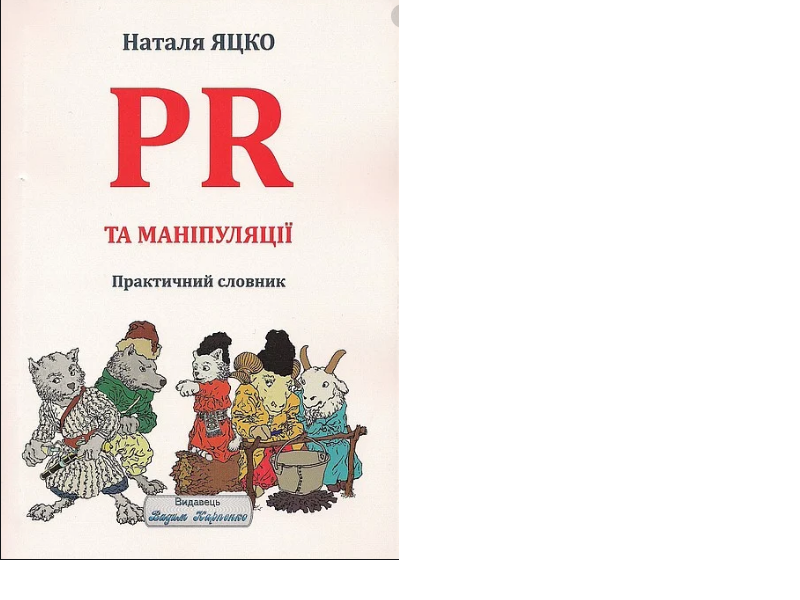 Наталя ЯЦКО
PR
ТА МАНІПУЛЯЦІЇ
Практичний словник
Видавець
Вадим Карпенко